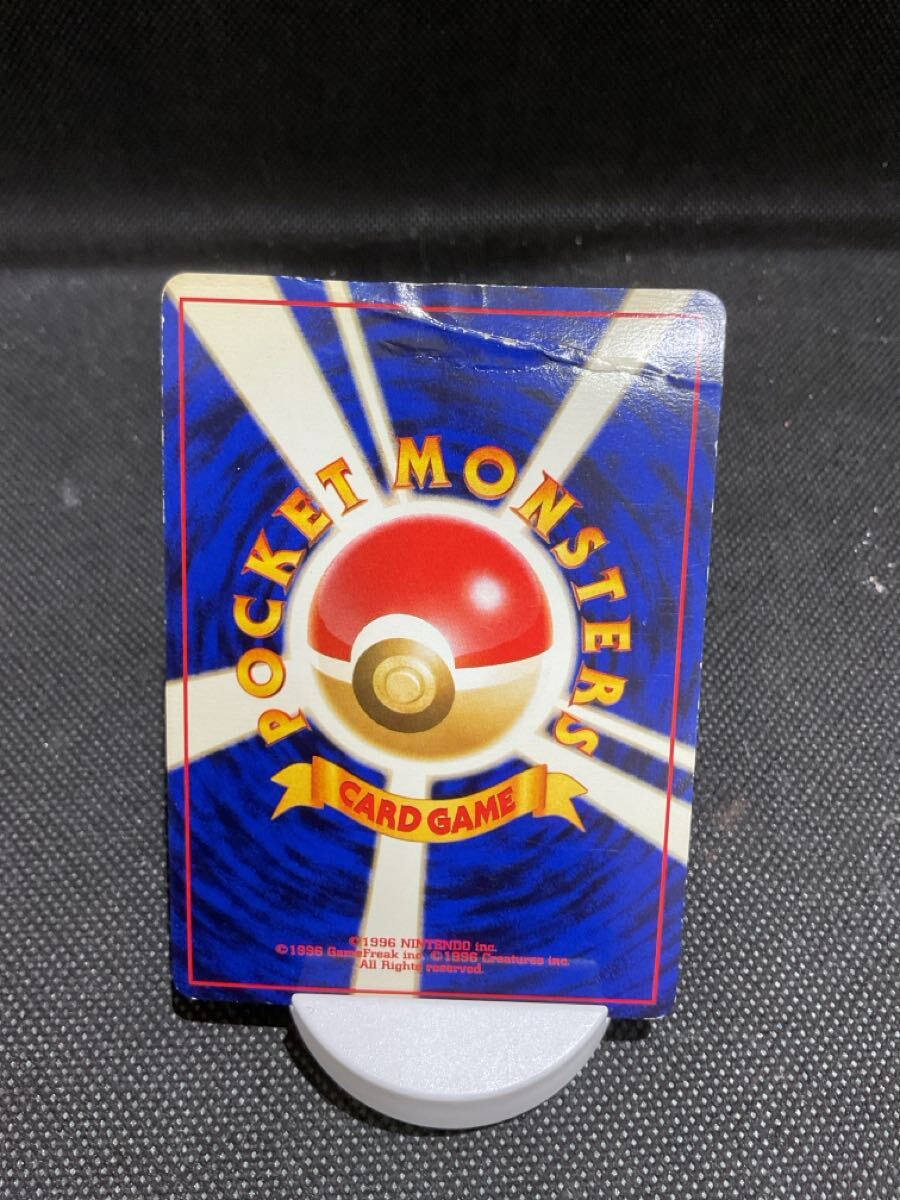 POCKET MONSTERS
CARD GAME
©1996 NINTENDO inc.
©1996 GameFreak inc. ©1996 Creatures inc.
All Rights reserved.